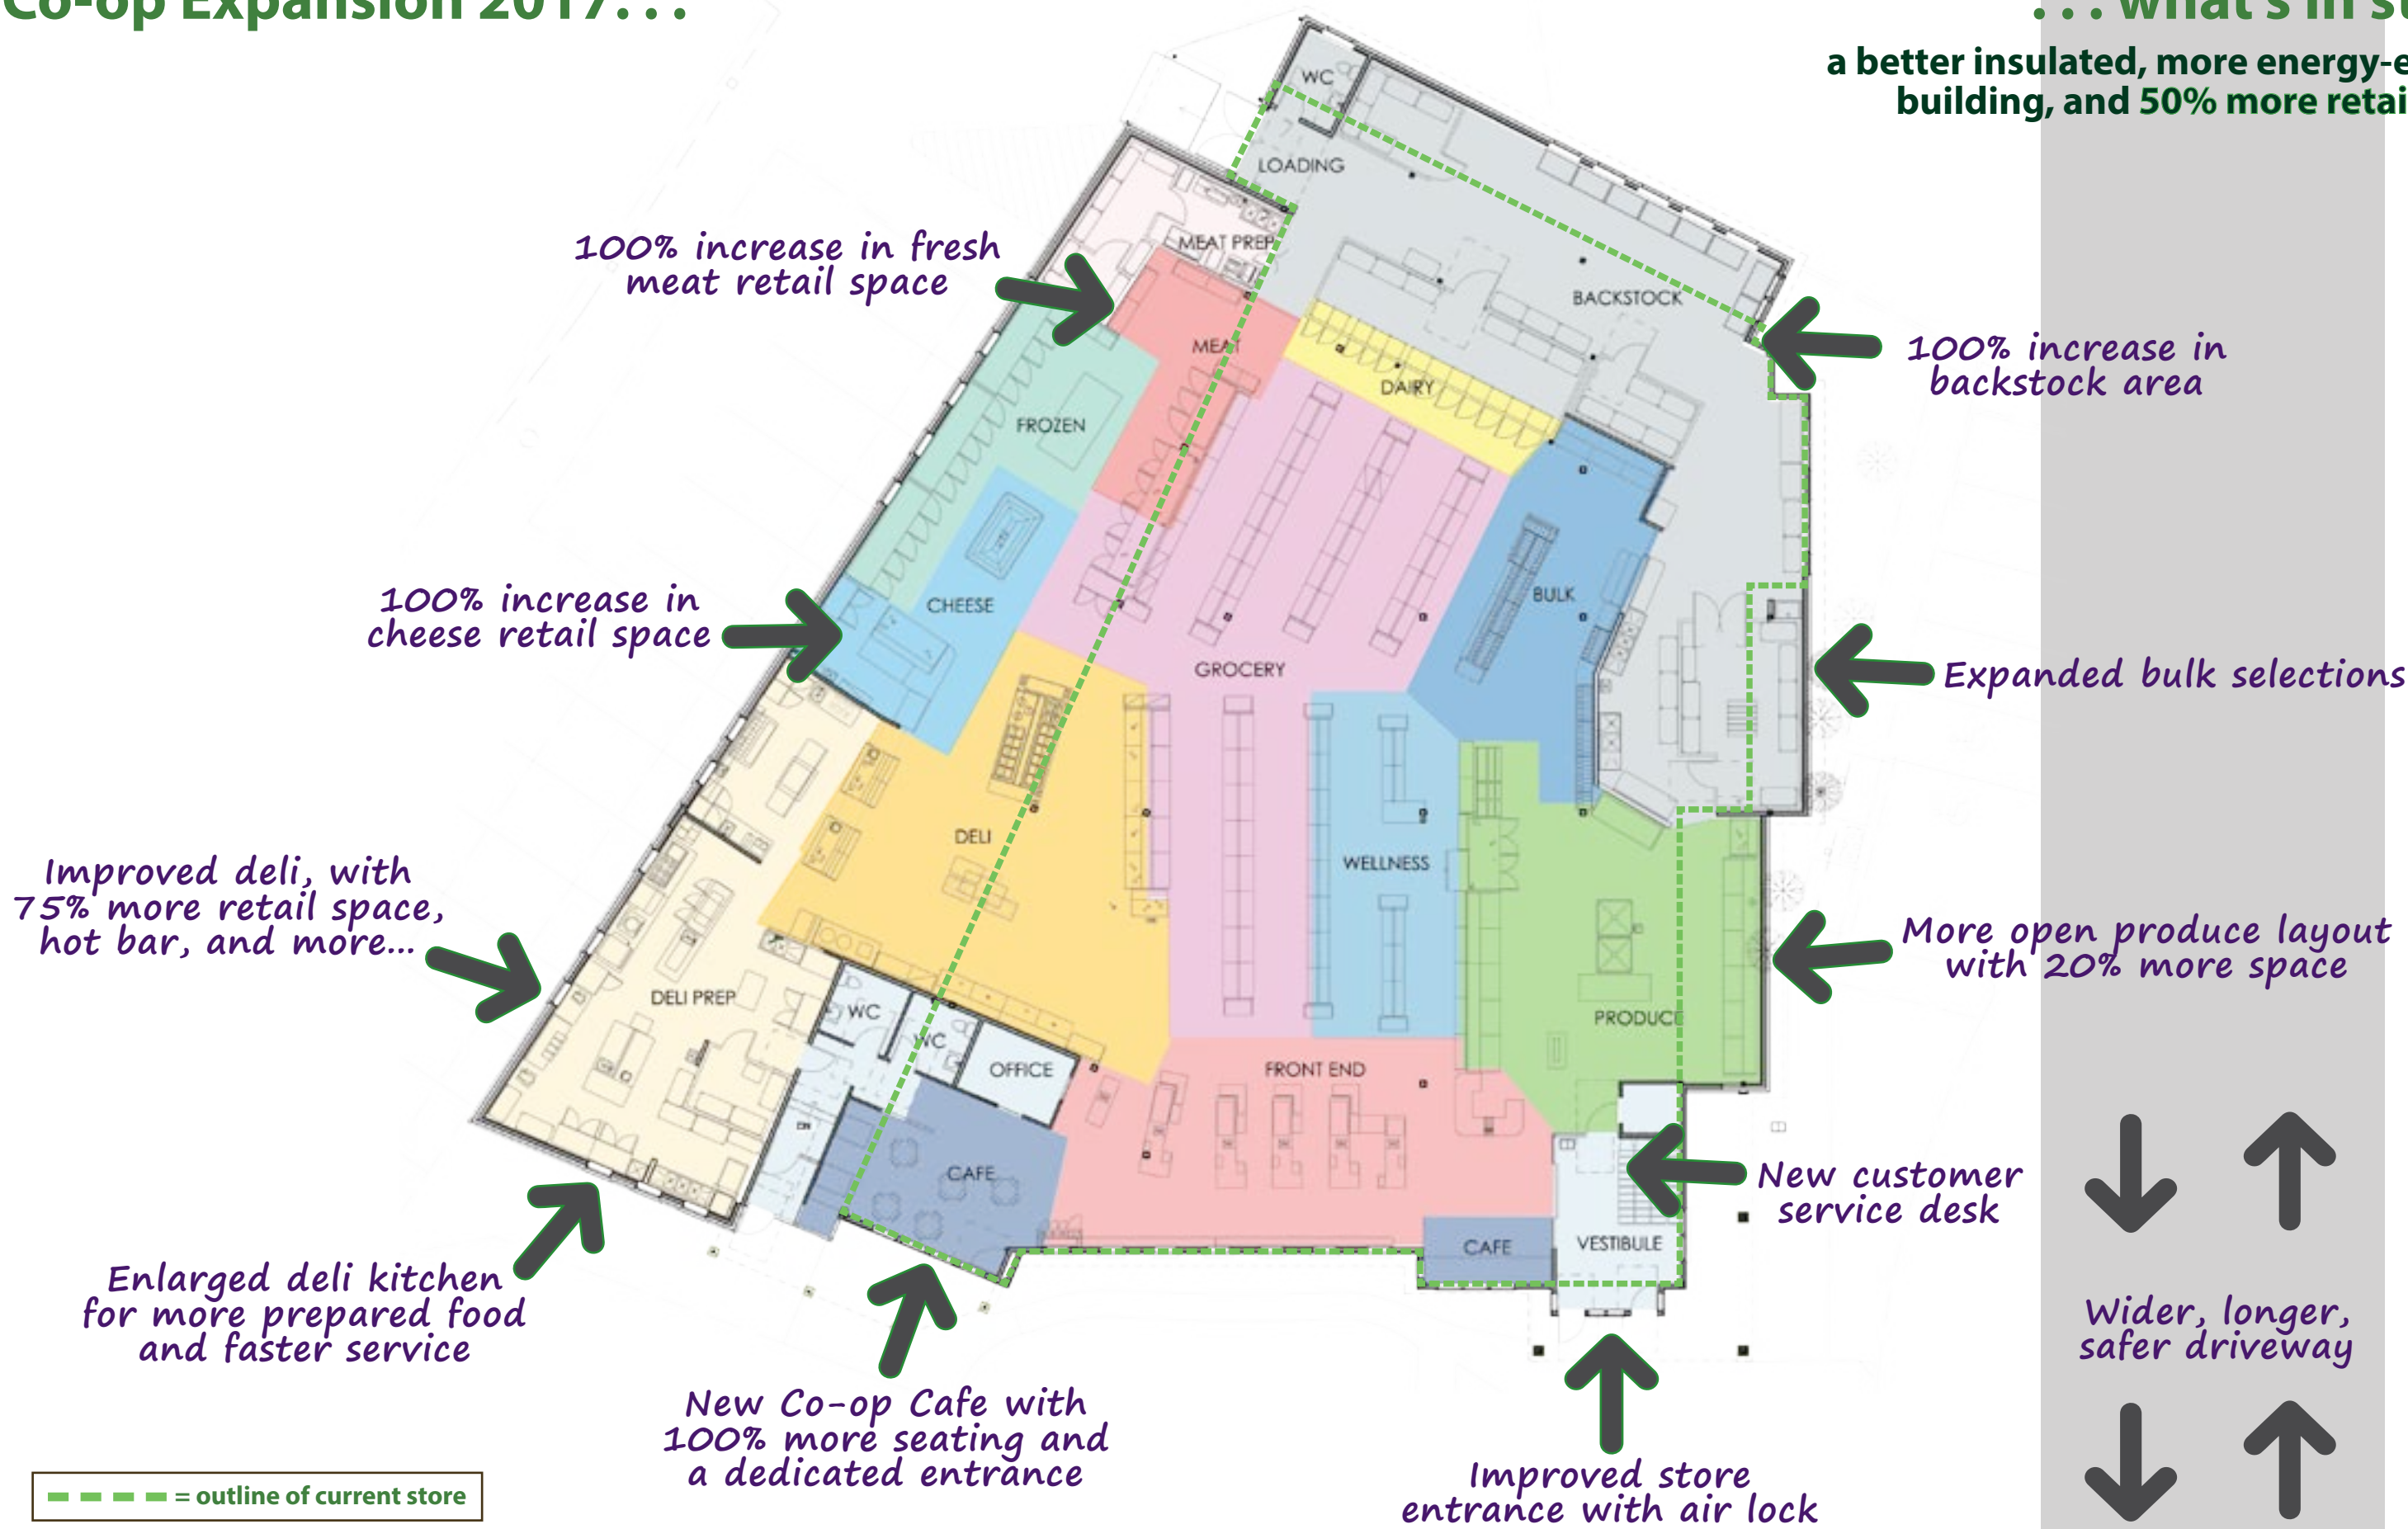 Co-op Expansion 2017. . .
. . . what's in
a better insulated, more
building, and 50% more
WC
LOADING
MEAT PREP
100% increase in fresh
meat retail space
BACKSTOCK
100% increase in
backstock area
MEAT
DAIRY
FROZEN
100% increase in
cheese retail space
CHEESE
BULK
GROCERY
Expanded bulk selections
Improved deli, with
75% more retail space,
hot bar, and more...
DELI
WELLNESS
More open produce layout
with 20% more space
DELI PREP
WC
WC
OFFICE
PRODUCE
FRONT END
CAFE
New customer
service desk
CAFE
VESTIBULE
Enlarged deli kitchen
for more prepared food
and faster service
Wider, longer,
safer driveway
New Co-op Cafe with
100% more seating and
a dedicated entrance
Improved store
entrance with air lock
= outline of current store